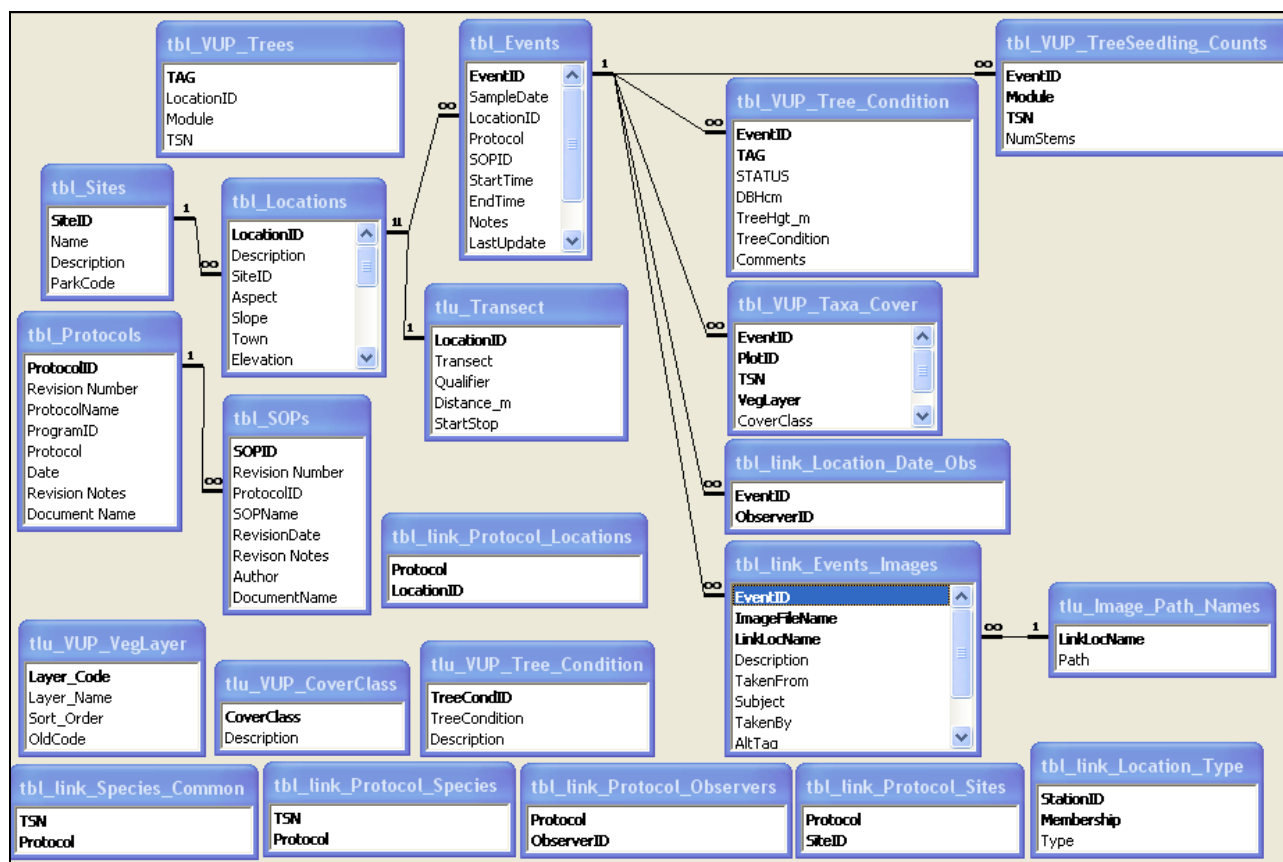 tbl_VUP_Trees
TAG
LocationID
Module
TSN
tbl_Events
EventID
SampleDate
LocationID
Protocol
SOPID
StartTime
EndTime
Notes
LastUpdate
tbl_VUP_TreeSeedling_Counts
EventID
Module
TSN
NumStems
tbl_VUP_Tree_Condition
EventID
TAG
STATUS
DBHcm
TreeHgt_m
TreeCondition
Comments
tbl_Sites
SiteID
Name
Description
ParkCode
tbl_Locations
LocationID
Description
SiteID
Aspect
Slope
Town
Elevation
tlu_Transect
LocationID
Transect
Qualifier
Distance_m
StartStop
tbl_VUP_Taxa_Cover
EventID
PlotID
TSN
VegLayer
CoverClass
tbl_Protocols
ProtocolID
Revision Number
ProtocolName
ProgramID
Protocol
Date
Revision Notes
Document Name
tbl_SOPs
SOPID
Revision Number
ProtocolID
SOPName
RevisionDate
Revison Notes
Author
DocumentName
tbl_link_Location_Date_Obs
EventID
ObserverID
tbl_link_Protocol_Locations
Protocol
LocationID
tbl_link_Events_Images
EventID
ImageFileName
LinkLocName
Description
TakenFrom
Subject
TakenBy
AltTag
tlu_Image_Path_Names
LinkLocName
Path
tlu_VUP_VegLayer
Layer_Code
Layer_Name
Sort_Order
OldCode
tlu_VUP_CoverClass
CoverClass
Description
tlu_VUP_Tree_Condition
TreeCondID
TreeCondition
Description
tbl_link_Location_Type
StationID
Membership
Type
tbl_link_Species_Common
TSN
Protocol
tbl_link_Protocol_Species
TSN
Protocol
tbl_link_Protocol_Observers
Protocol
ObserverID
tbl_link_Protocol_Sites
Protocol
SiteID
1
∞
1
∞
1
∞
11
∞
1
∞
∞
∞
∞
∞
1